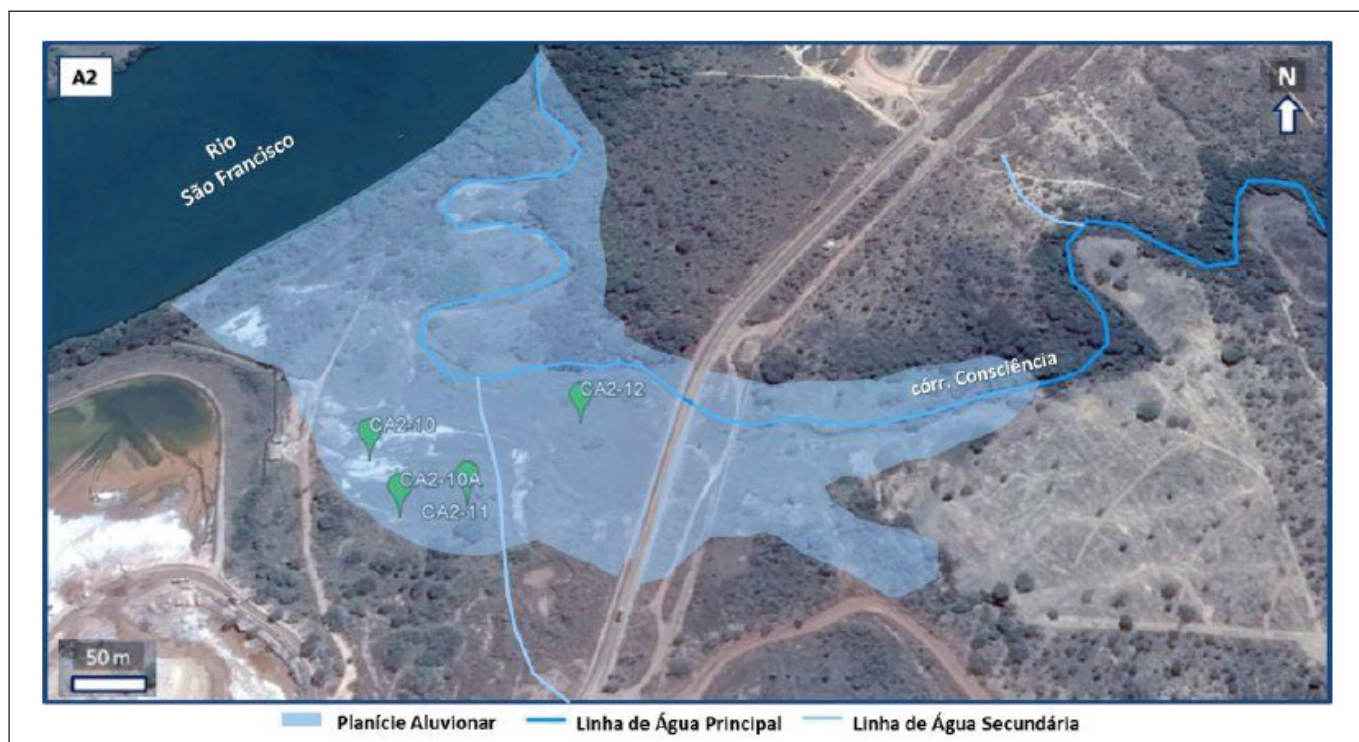 A2
N
Rio
São Francisco
córr. Consciência
CA2-12
CA2-10
CA2-10A
CA2-11
50 m
Planície Aluvionar
Linha de Água Principal
Linha de Água Secundária